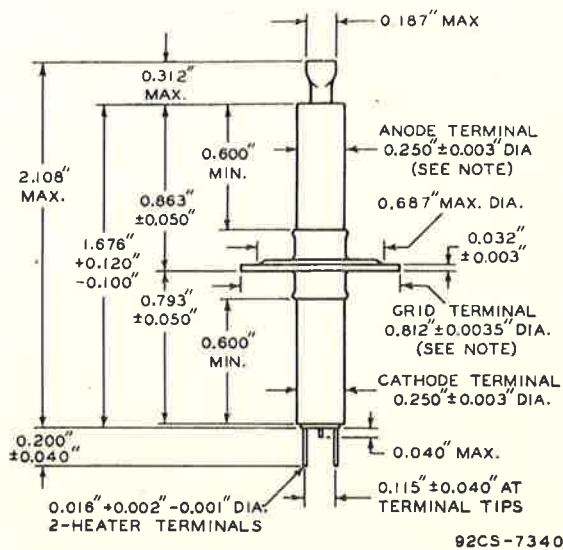 0.187" MAX
0.312"
MAX.
ANODE TERMINAL
0.250"±0.003" DIA
(SEE NOTE)
0.600"
MIN.
2.108"
MAX.
0.863"
±0.050"
0.687" MAX. DIA.
0.032"
±0.003"
1.676"
+0.120"
-0.100"
0.793"
±0.050"
GRID TERMINAL
0.812"±0.0035" DIA.
(SEE NOTE)
0.600"
MIN.
CATHODE TERMINAL
0.250"±0.003" DIA.
0.200"
±0.040"
0.040" MAX.
0.016"+0.002"-0.001" DIA.
2-HEATER TERMINALS
0.115"±0.040" AT
TERMINAL TIPS
92CS-7340